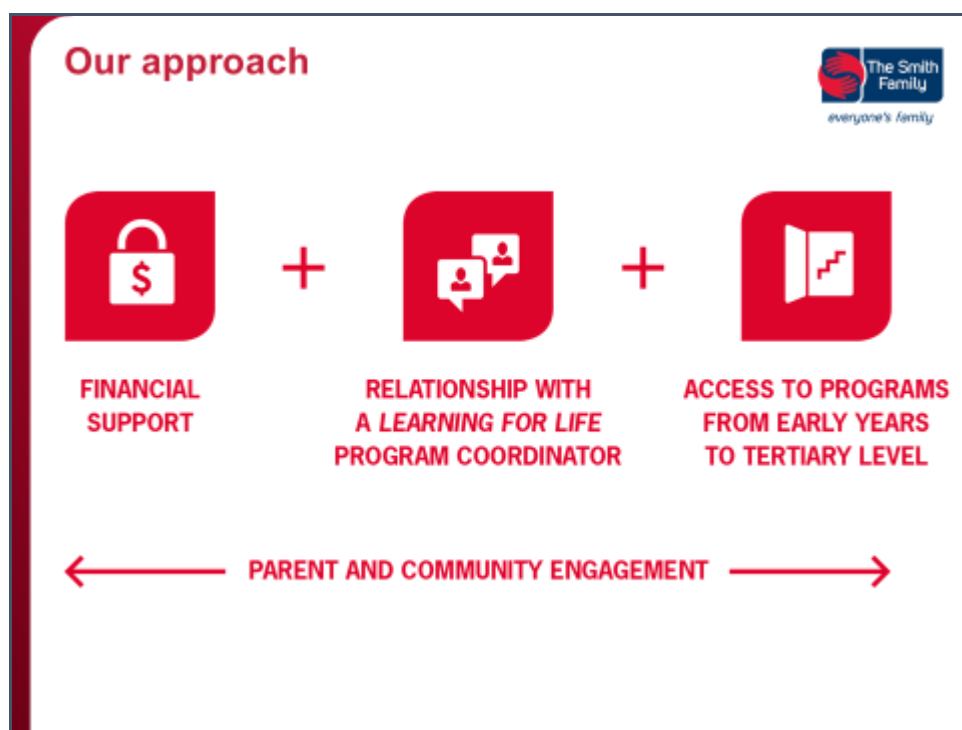 Our approach
The Smith
Family
everyone's family
$
FINANCIAL
SUPPORT
+
RELATIONSHIP WITH
A LEARNING FOR LIFE
PROGRAM COORDINATOR
+
ACCESS TO PROGRAMS
FROM EARLY YEARS
TO TERTIARY LEVEL
PARENT AND COMMUNITY ENGAGEMENT